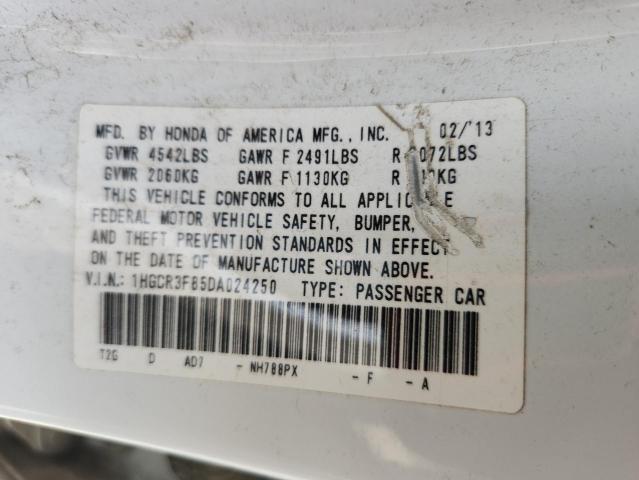 MFD. BY HONDA OF AMERICA MFG., INC. 02/'13
GVWR 4542LBS GAWR F 2491LBS R
GVWR 2060KG GAWR F 1130KG R
THIS VEHICLE CONFORMS TO ALL
FEDERAL MOTOR VEHICLE SAFETY, BUMPER,
AND THEFT PREVENTION STANDARDS IN EFFECT
ON THE DATE OF MANUFACTURE SHOWN ABOVE.
V.I.N.: 1HGCR3F85DA024250 TYPE: PASSENGER CAR
T2G D AD7 - NH788PX - F - A